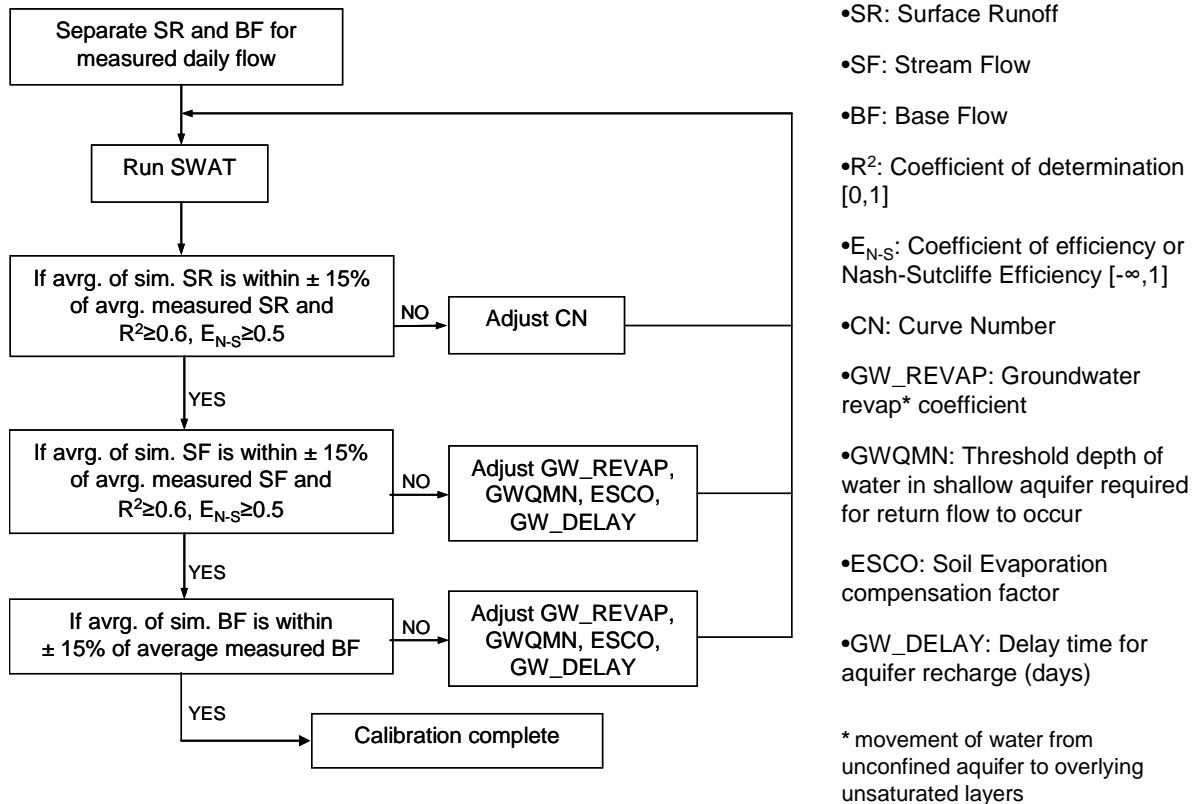 Separate SR and BF for
measured daily flow
Run SWAT
If avrg. of sim. SR is within ± 15%
of avrg. measured SR and
R²≥0.6, E_N-S≥0.5
NO
Adjust CN
YES
If avrg. of sim. SF is within ± 15%
of avrg. measured SF and
R²≥0.6, E_N-S≥0.5
NO
Adjust GW_REVAP,
GWQMN, ESCO,
GW_DELAY
YES
If avrg. of sim. BF is within
± 15% of average measured BF
NO
Adjust GW_REVAP,
GWQMN, ESCO,
GW_DELAY
YES
Calibration complete
•SR: Surface Runoff
•SF: Stream Flow
•BF: Base Flow
•R²: Coefficient of determination
[0,1]
•E_N-S: Coefficient of efficiency or
Nash-Sutcliffe Efficiency [-∞,1]
•CN: Curve Number
•GW_REVAP: Groundwater
revap* coefficient
•GWQMN: Threshold depth of
water in shallow aquifer required
for return flow to occur
•ESCO: Soil Evaporation
compensation factor
•GW_DELAY: Delay time for
aquifer recharge (days)
* movement of water from
unconfined aquifer to overlying
unsaturated layers